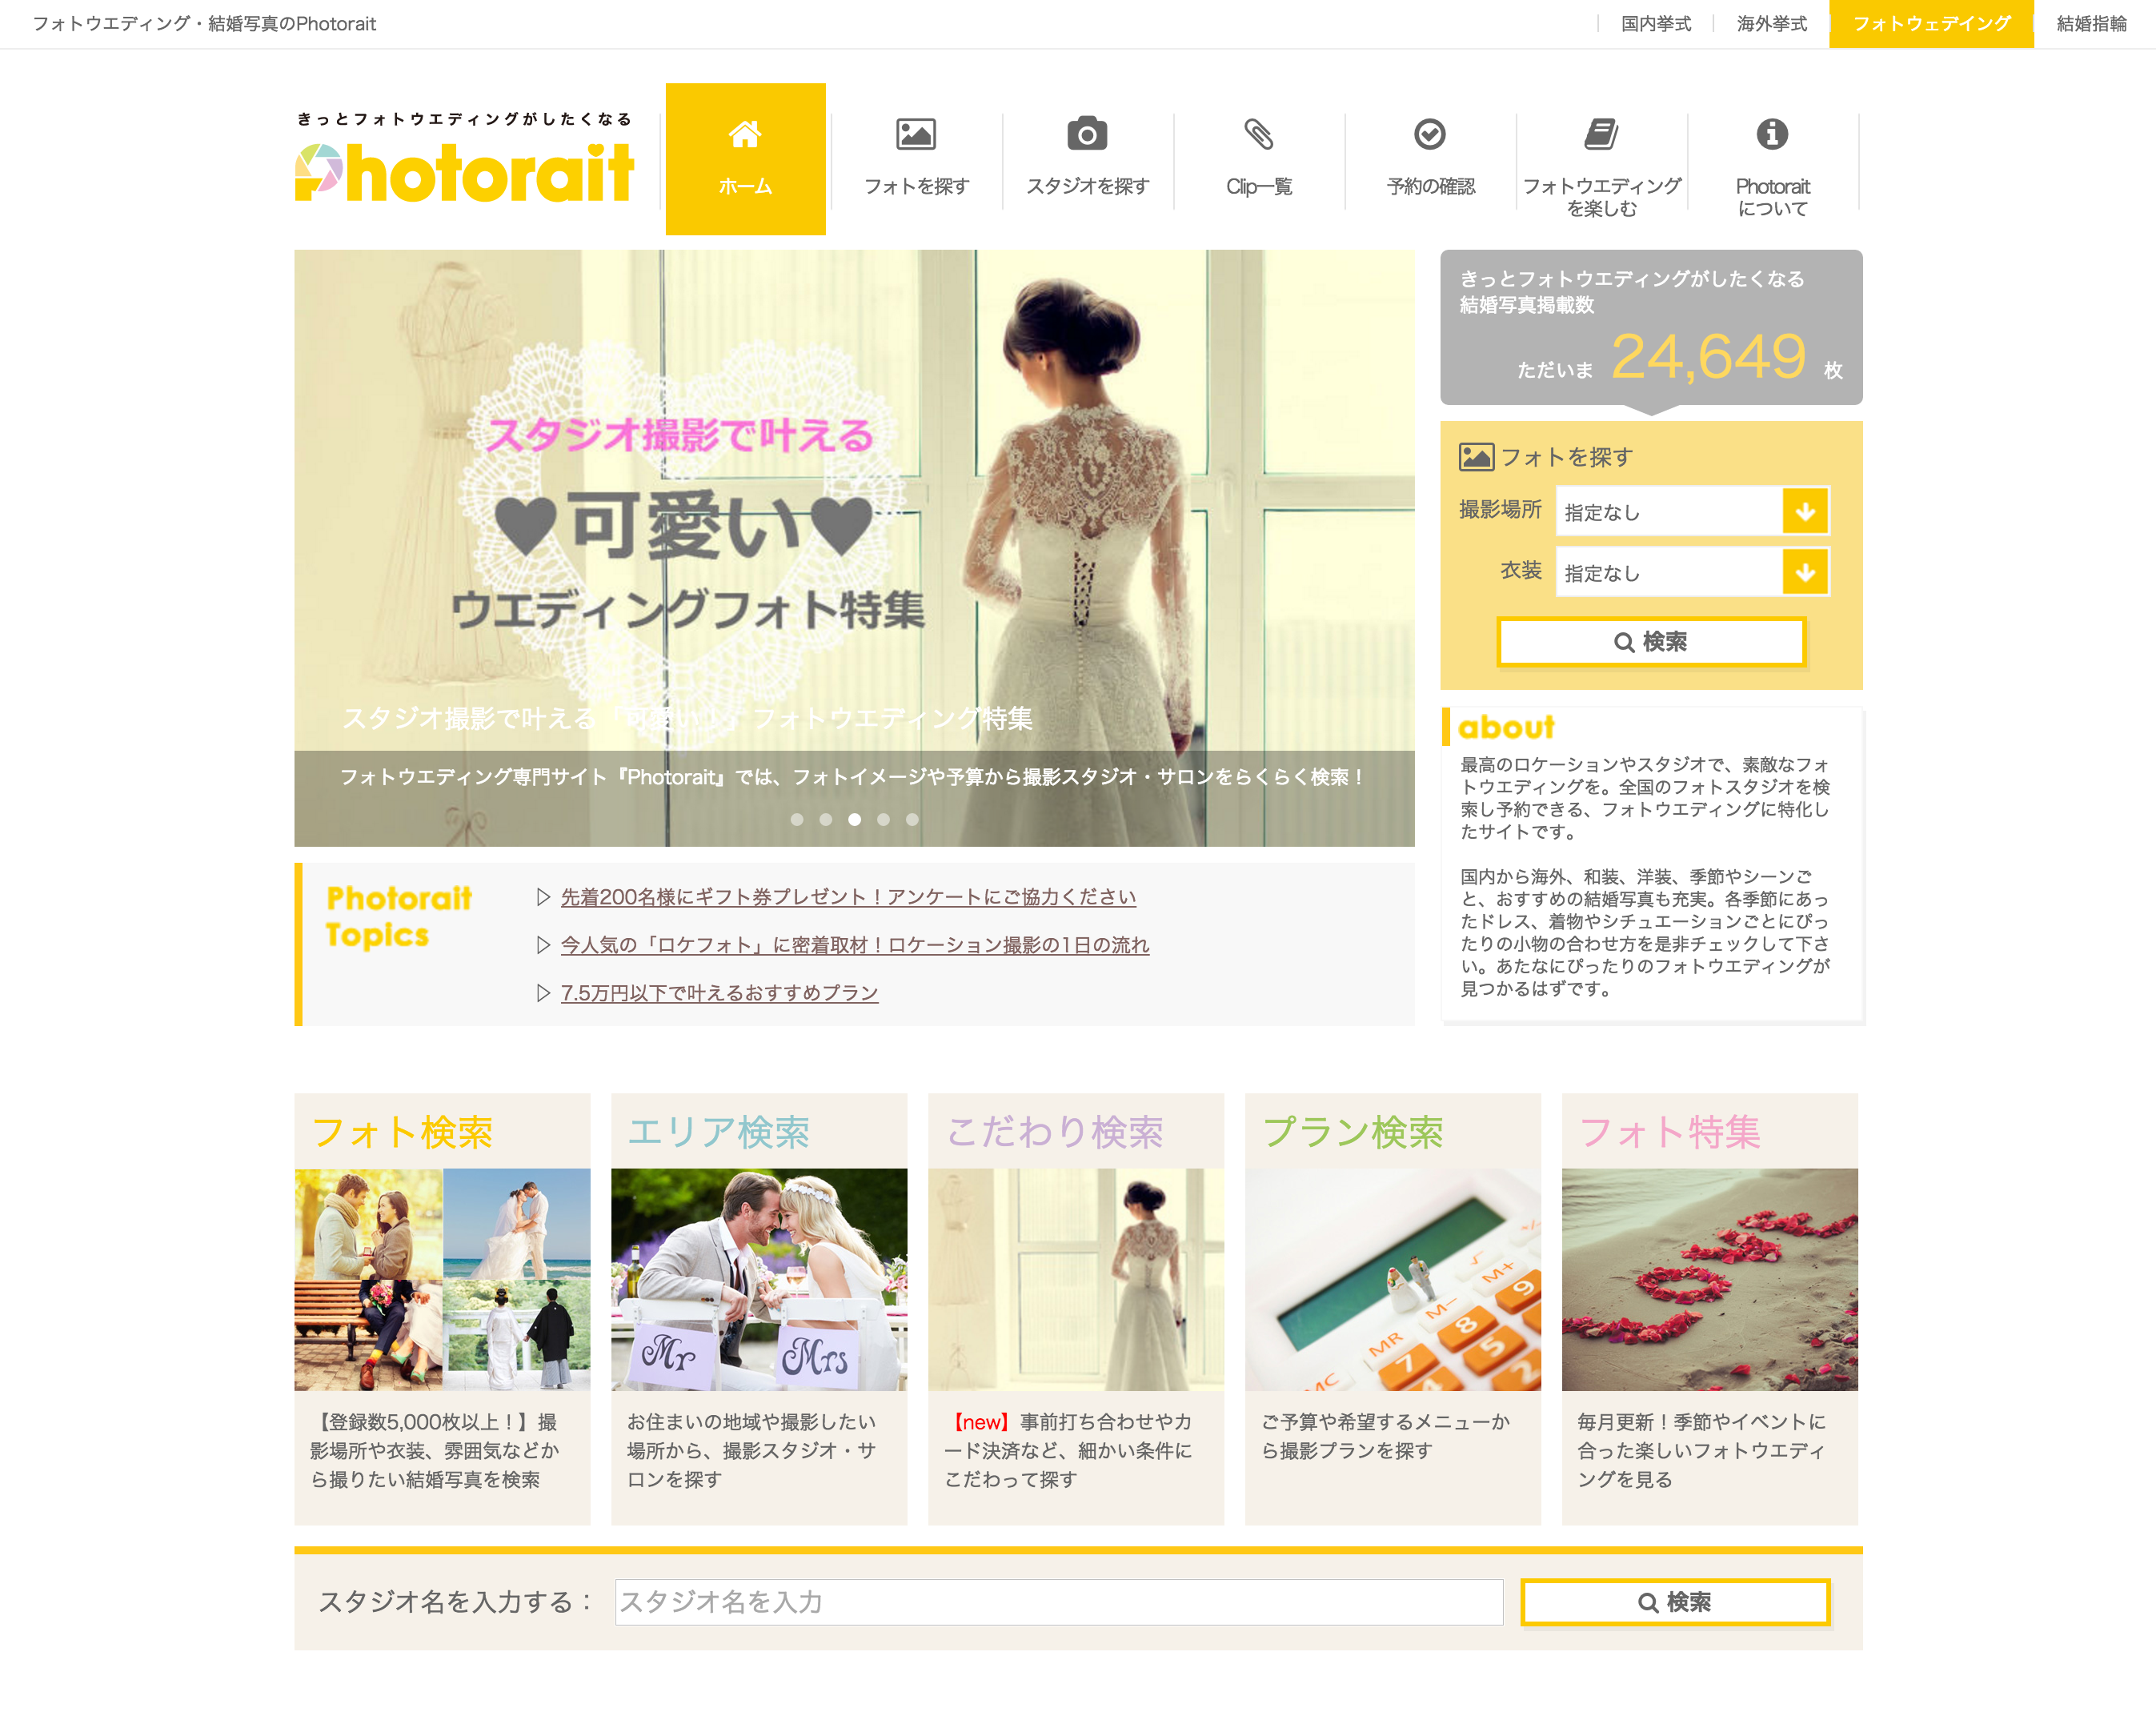 フォトウエディング・結婚写真のPhotorait
国内挙式
海外挙式
フォトウェデイング
結婚指輪
きっとフォトウエディングがしたくなる
Photorait
ホーム
フォトを探す
スタジオを探す
Clip一覧
予約の確認
フォトウエディング
を楽しむ
Photorait
について
スタジオ撮影で叶える
♥可愛い♥
ウエディングフォト特集
スタジオ撮影で叶える「可愛い！」フォトウエディング特集
フォトウエディング専門サイト『Photorait』では、フォトイメージや予算から撮影スタジオ・サロンをらくらく検索！
きっとフォトウエディングがしたくなる
結婚写真掲載数
ただいま 24,649 枚
フォトを探す
撮影場所 指定なし
衣装 指定なし
検索
about
最高のロケーションやスタジオで、素敵なフォ
トウエディングを。全国のフォトスタジオを検
索し予約できる、フォトウエディングに特化し
たサイトです。
国内から海外、和装、洋装、季節やシーンご
と、おすすめの結婚写真も充実。各季節にあっ
たドレス、着物やシチュエーションごとにぴっ
たりの小物の合わせ方を是非チェックして下さ
い。あなたにぴったりのフォトウエディングが
見つかるはずです。
Photorait
Topics
先着200名様にギフト券プレゼント！アンケートにご協力ください
今人気の「ロケフォト」に密着取材！ロケーション撮影の1日の流れ
7.5万円以下で叶えるおすすめプラン
フォト検索
【登録数5,000枚以上！】撮
影場所や衣装、雰囲気などか
ら撮りたい結婚写真を検索
エリア検索
Mr
Mrs
お住まいの地域や撮影したい
場所から、撮影スタジオ・サ
ロンを探す
こだわり検索
【new】事前打ち合わせやカ
ード決済など、細かい条件に
こだわって探す
プラン検索
√
+/-
M+
M−
MR
MC
9
8
7
5
4
2
ご予算や希望するメニューか
ら撮影プランを探す
フォト特集
毎月更新！季節やイベントに
合った楽しいフォトウエディ
ングを見る
スタジオ名を入力する：
スタジオ名を入力
検索